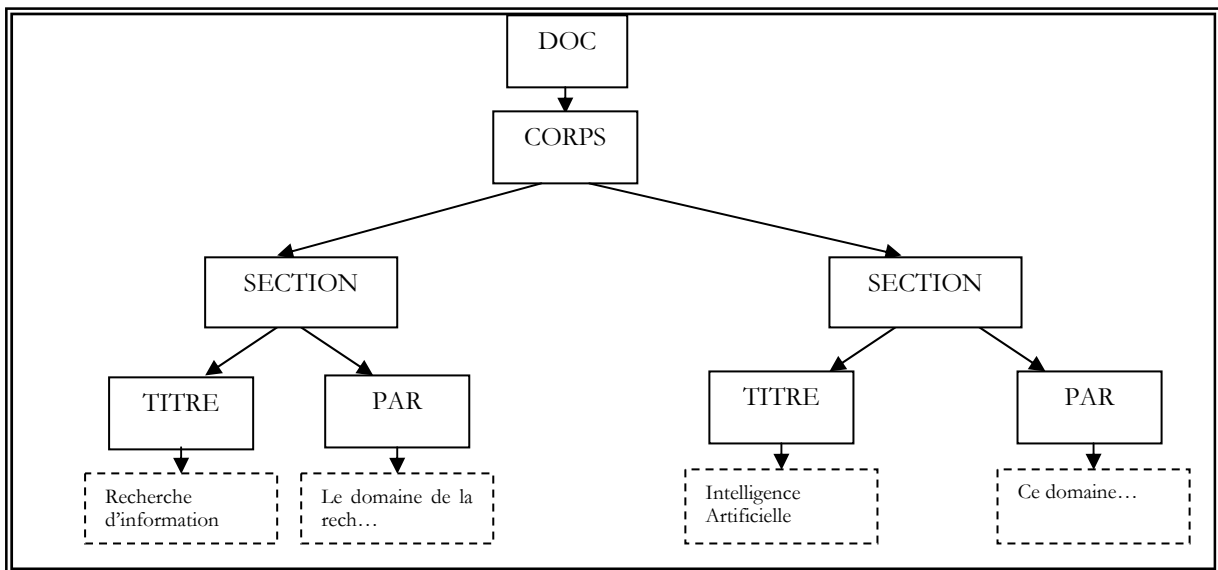 DOC
CORPS
SECTION
SECTION
TITRE
PAR
TITRE
PAR
Recherche
d'information
Le domaine de la
rech…
Intelligence
Artificielle
Ce domaine…